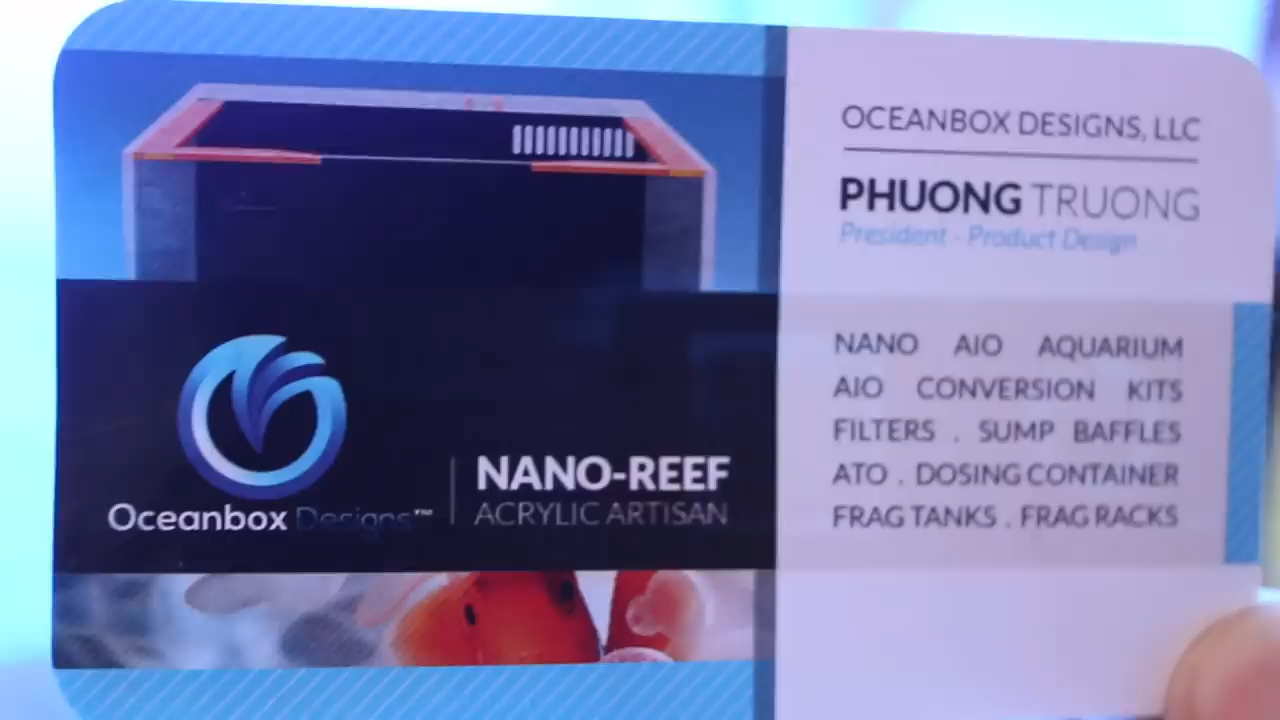 Oceanbox Designs™
NANO-REEF
ACRYLIC ARTISAN
OCEANBOX DESIGNS, LLC
PHUONG TRUONG
President - Product Design
NANO AIO AQUARIUM
AIO CONVERSION KITS
FILTERS . SUMP BAFFLES
ATO . DOSING CONTAINER
FRAG TANKS . FRAG RACKS